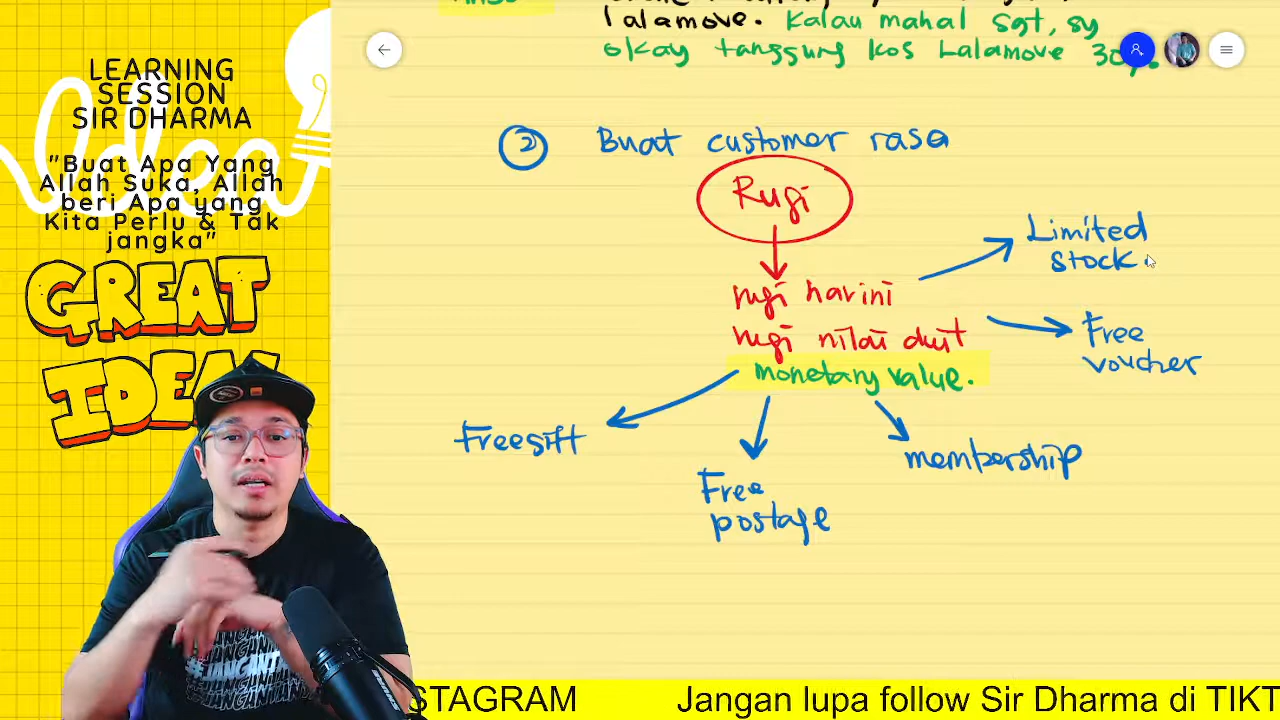 LEARNING
SESSION
SIR DHARMA
"Buat Apa Yang
Allah Suka, Allah
beri Apa yang
Kita Perlu & Tak
jangka"
GREAT
IDEA
lalamove. Kalau mahal sgt, sy
okay tanggung kos Lalamove
2 Buat customer rasa
Rugi
rugi harini
rugi nilai duit
monetary value.
Limited
stock.
Free
voucher
Freegift
Free
postage
membership
#JANGANTA
STAGRAM Jangan lupa follow Sir Dharma di TIKT